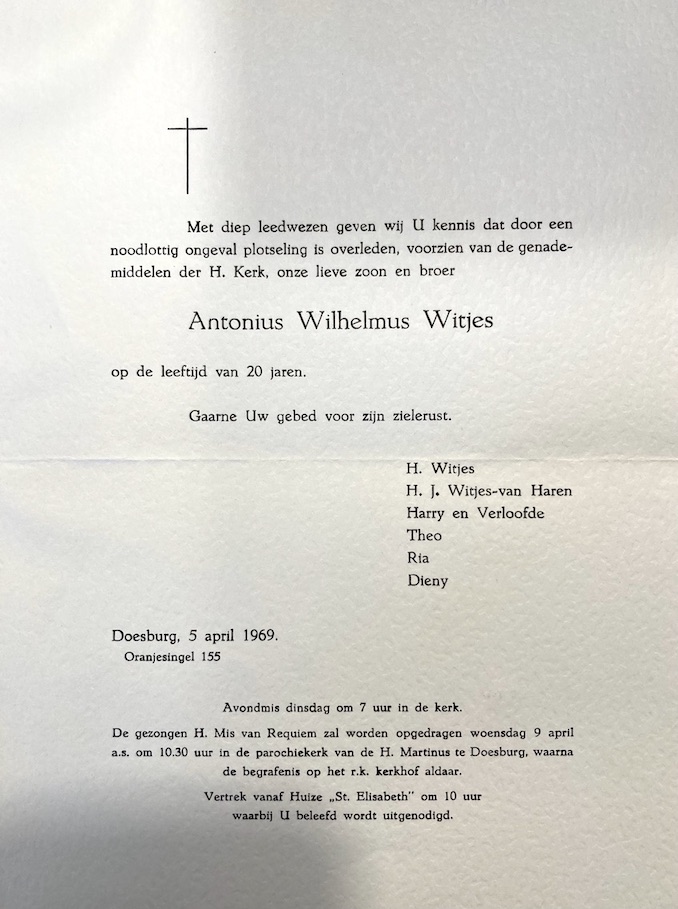 Met diep leedwezen geven wij U kennis dat door een
noodlottig ongeval plotseling is overleden, voorzien van de genade-
middelen der H. Kerk, onze lieve zoon en broer
Antonius Wilhelmus Witjes
op de leeftijd van 20 jaren.
Gaarne Uw gebed voor zijn zielerust.
H. Witjes
H. J. Witjes-van Haren
Harry en Verloofde
Theo
Ria
Dieny
Doesburg, 5 april 1969.
Oranjesingel 155
Avondmis dinsdag om 7 uur in de kerk.
De gezongen H. Mis van Requiem zal worden opgedragen woensdag 9 april
a.s. om 10.30 uur in de parochiekerk van de H. Martinus te Doesburg, waarna
de begrafenis op het r.k. kerkhof aldaar.
Vertrek vanaf Huize „St. Elisabeth" om 10 uur
waarbij U beleefd wordt uitgenodigd.